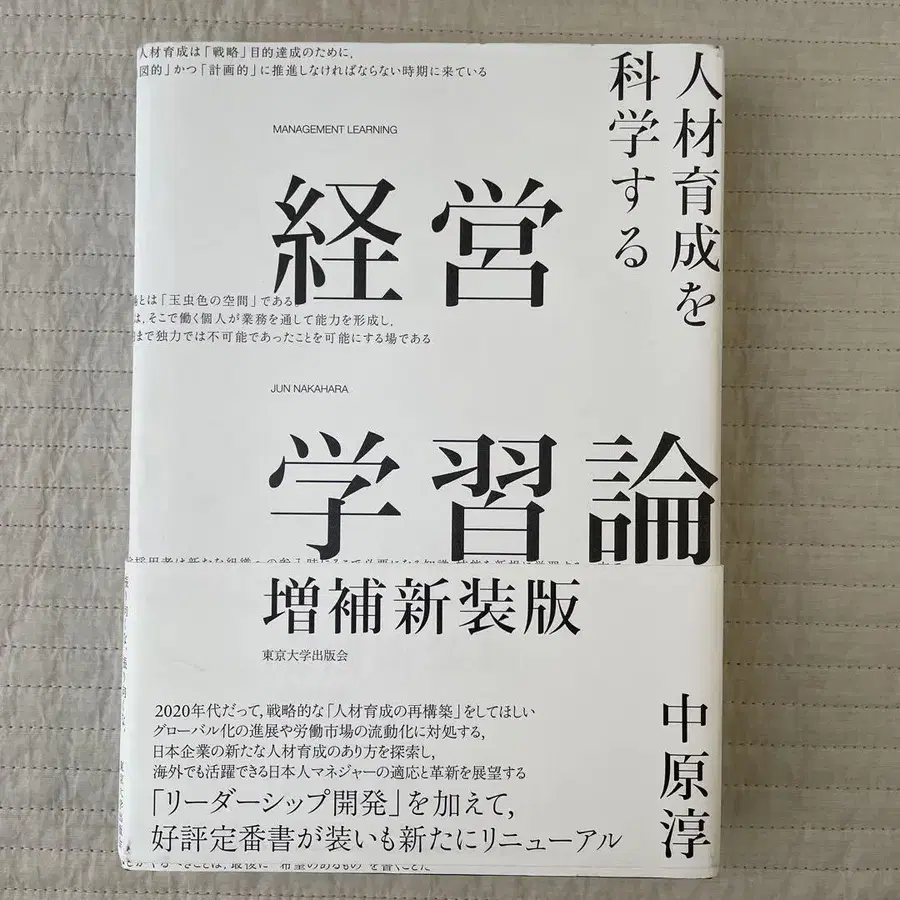 人材育成は「戦略」目的達成のために,
図的」かつ「計画的」に推進しなければならない時期に来ている
人材育成を
科学する
MANAGEMENT LEARNING
経営
とは「玉虫色の空間」である。
は, そこで働く個人が業務を通して能力を形成し,
まで独力では不可能であったことを可能にする場である
JUN NAKAHARA
学習論
増補新装版
東京大学出版会
中原淳
2020年代だって, 戦略的な「人材育成の再構築」をしてほしい
グローバル化の進展や労働市場の流動化に対処する,
日本企業の新たな人材育成のあり方を探索し,
海外でも活躍できる日本人マネジャーの適応と革新を展望する
「リーダーシップ開発」を加えて,
好評定番書が装いも新たにリニューアル